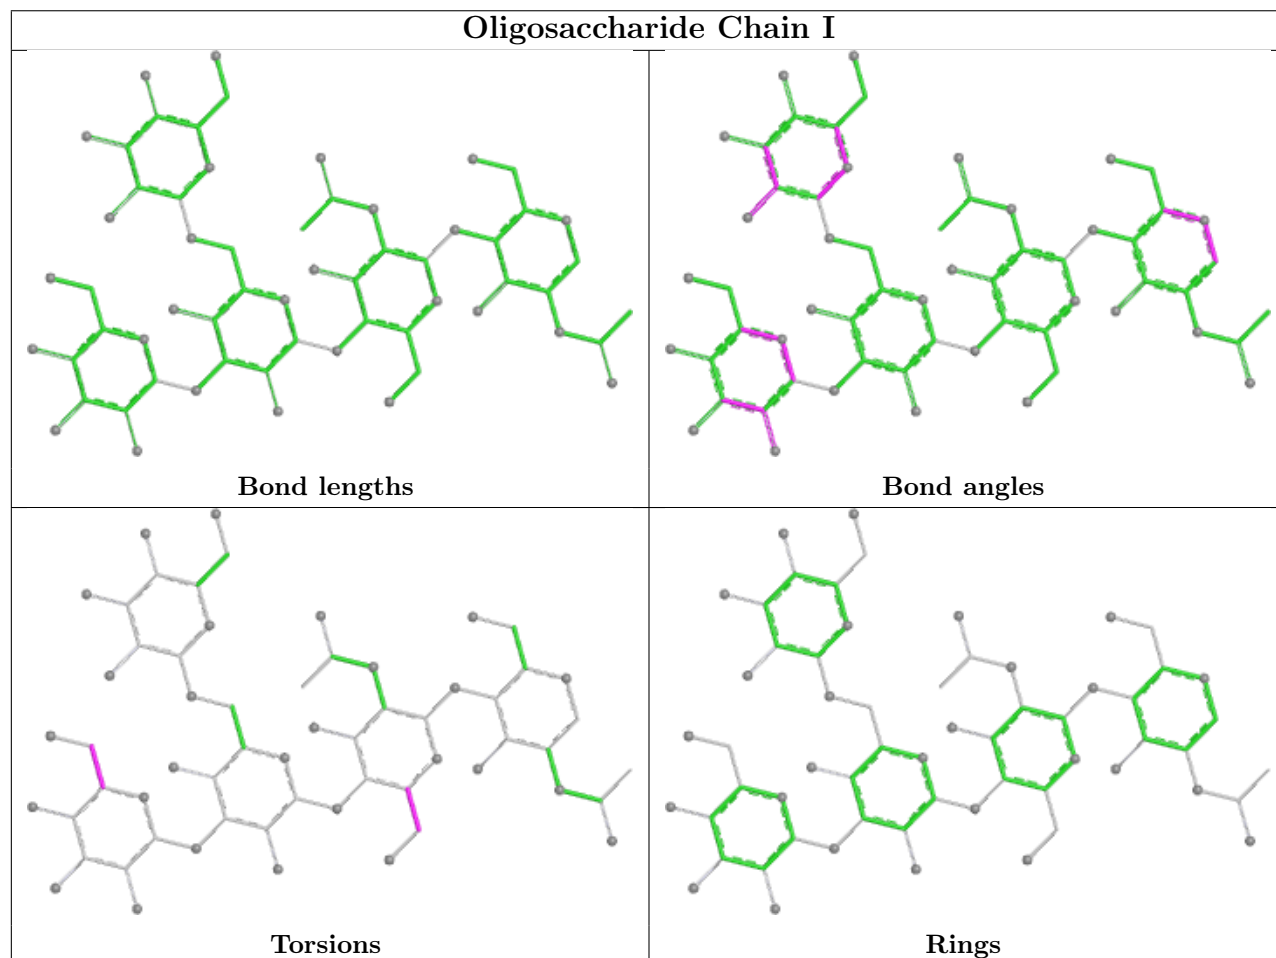 Oligosaccharide Chain I
Bond lengths
Bond angles
Torsions
Rings